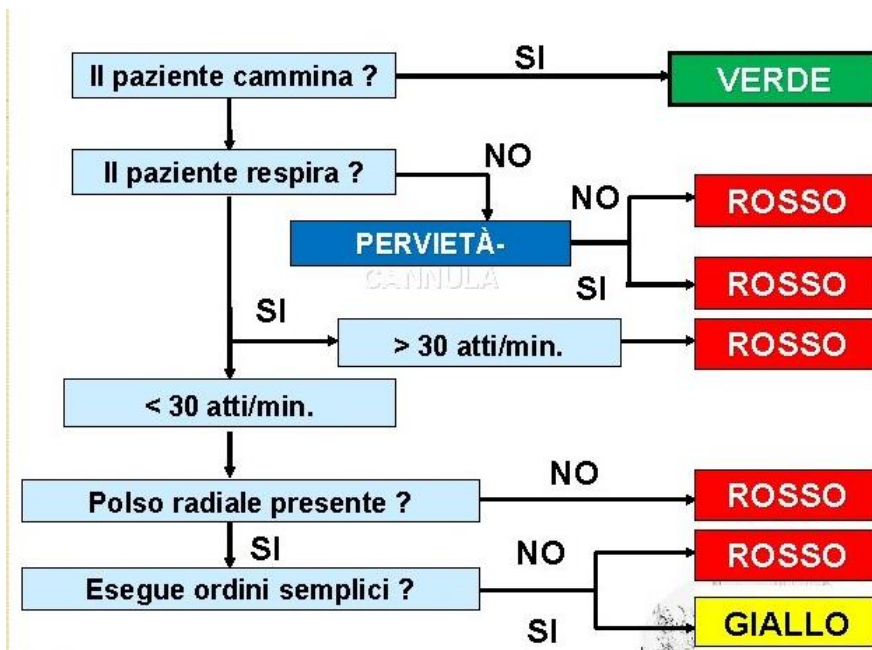 Il paziente cammina ?
SI
VERDE
Il paziente respira ?
NO
PERVIETÀ-
CANNULA
NO
ROSSO
SI
ROSSO
SI
> 30 atti/min.
ROSSO
< 30 atti/min.
Polso radiale presente ?
NO
ROSSO
SI
Esegue ordini semplici ?
NO
ROSSO
SI
GIALLO